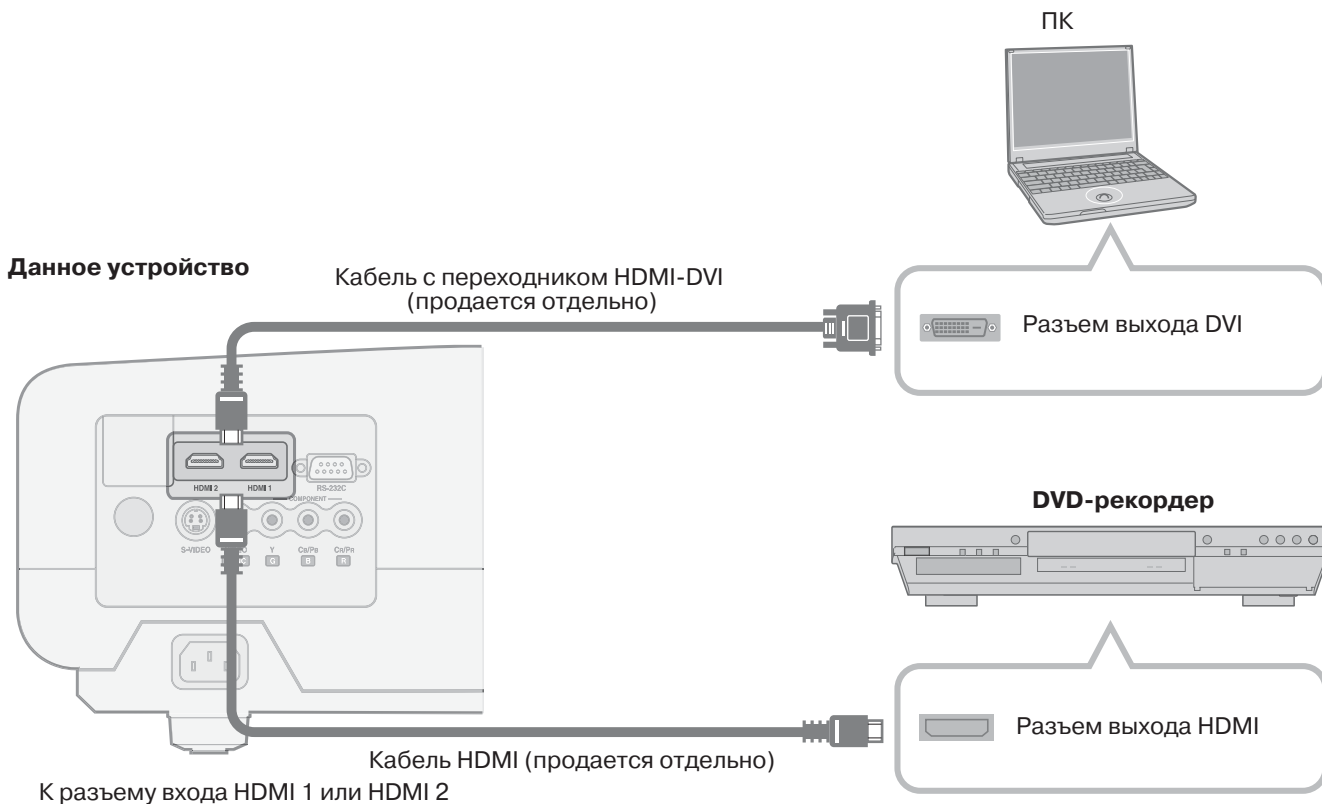 ПК
Данное устройство
Кабель с переходником HDMI-DVI
(продается отдельно)
Разъем выхода DVI
HDMI 2
HDMI 1
RS-232C
COMPONENT
S-VIDEO
Y
CB/PB
CR/PR
G
B
R
DVD-рекордер
Разъем выхода HDMI
Кабель HDMI (продается отдельно)
К разъему входа HDMI 1 или HDMI 2